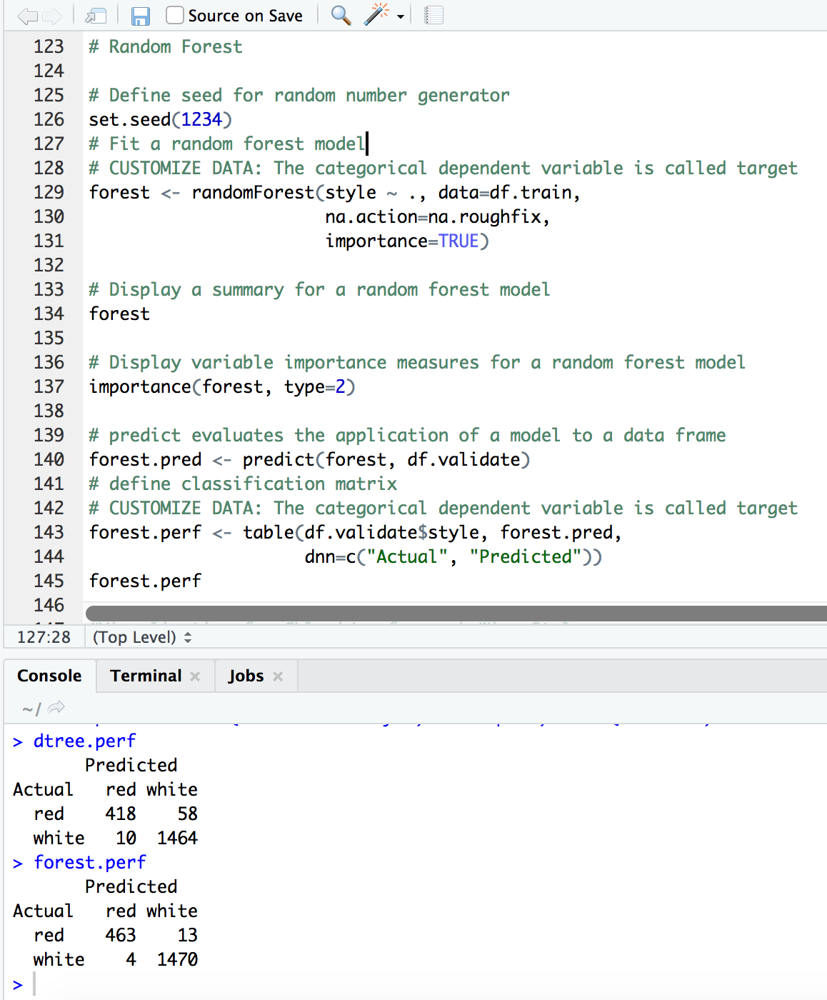 Source on Save
123 # Random Forest
124
125 # Define seed for random number generator
126 set.seed(1234)
127 # Fit a random forest model
128 # CUSTOMIZE DATA: The categorical dependent variable is called target
129 forest <- randomForest(style ~ ., data=df.train,
130                        na.action=na.roughfix,
131                        importance=TRUE)
132
133 # Display a summary for a random forest model
134 forest
135
136 # Display variable importance measures for a random forest model
137 importance(forest, type=2)
138
139 # predict evaluates the application of a model to a data frame
140 forest.pred <- predict(forest, df.validate)
141 # define classification matrix
142 # CUSTOMIZE DATA: The categorical dependent variable is called target
143 forest.perf <- table(df.validate$style, forest.pred,
144                      dnn=c("Actual", "Predicted"))
145 forest.perf
146
127:28 (Top Level)
Console Terminal Jobs
~/
> dtree.perf
       Predicted
Actual   red white
  red    418    58
  white   10  1464
> forest.perf
       Predicted
Actual   red white
  red    463    13
  white    4  1470
>